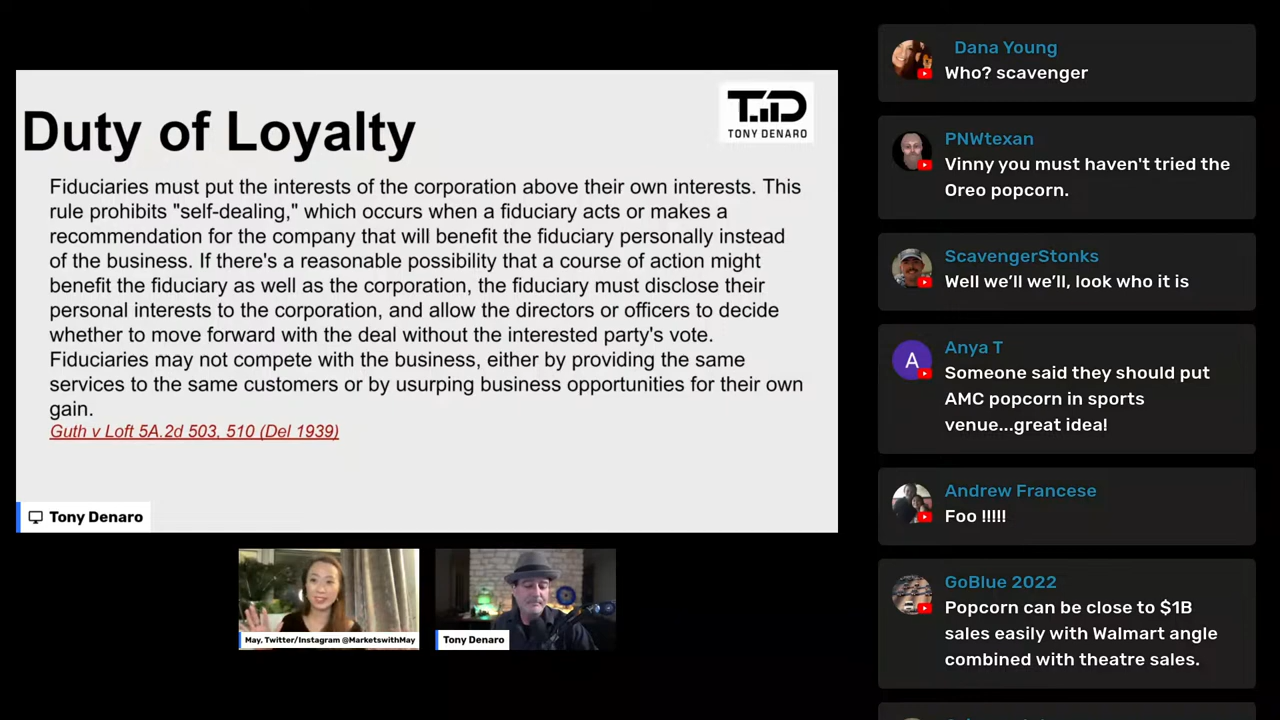 Duty of Loyalty
T.D
TONY DENARO
Fiduciaries must put the interests of the corporation above their own interests. This
rule prohibits "self-dealing," which occurs when a fiduciary acts or makes a
recommendation for the company that will benefit the fiduciary personally instead
of the business. If there's a reasonable possibility that a course of action might
benefit the fiduciary as well as the corporation, the fiduciary must disclose their
personal interests to the corporation, and allow the directors or officers to decide
whether to move forward with the deal without the interested party's vote.
Fiduciaries may not compete with the business, either by providing the same
services to the same customers or by usurping business opportunities for their own
gain.
Guth v Loft 5A.2d 503, 510 (Del 1939)
Tony Denaro
May, Twitter/Instagram @MarketswithMay
Tony Denaro
Dana Young
Who? scavenger
PNWtexan
Vinny you must haven't tried the
Oreo popcorn.
ScavengerStonks
Well we’ll we’ll, look who it is
A
Anya T
Someone said they should put
AMC popcorn in sports
venue...great idea!
Andrew Francese
Foo !!!!!
GoBlue 2022
Popcorn can be close to $1B
sales easily with Walmart angle
combined with theatre sales.